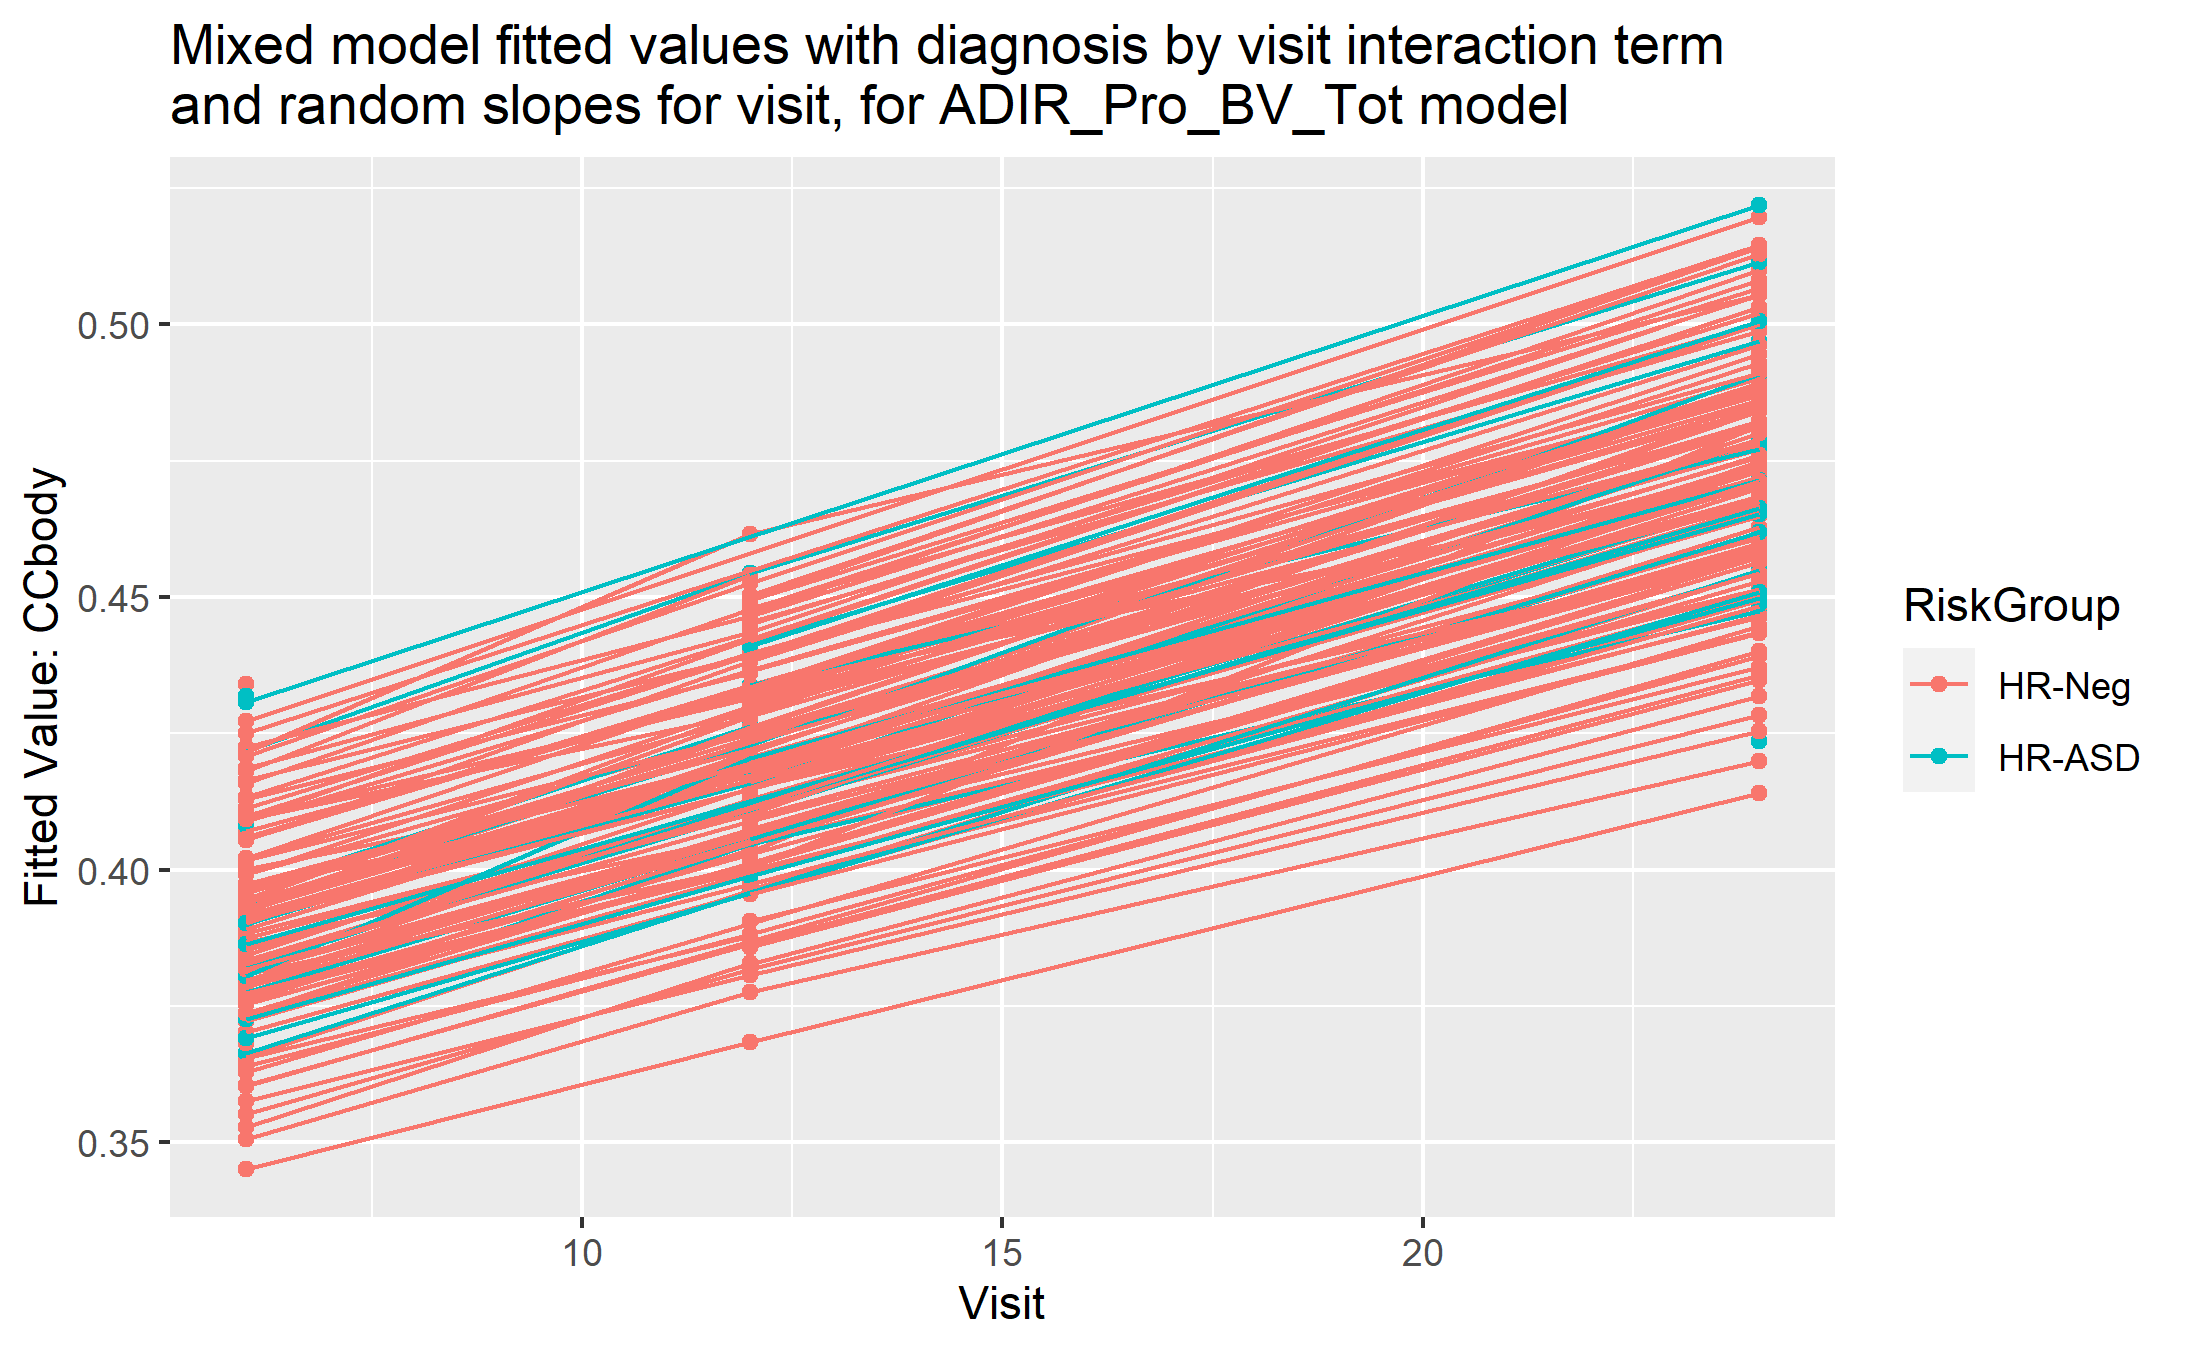 Mixed model fitted values with diagnosis by visit interaction term
and random slopes for visit, for ADIR_Pro_BV_Tot model
Fitted Value: CCbody
0.50
0.45
0.40
0.35
10
15
20
Visit
RiskGroup
HR-Neg
HR-ASD